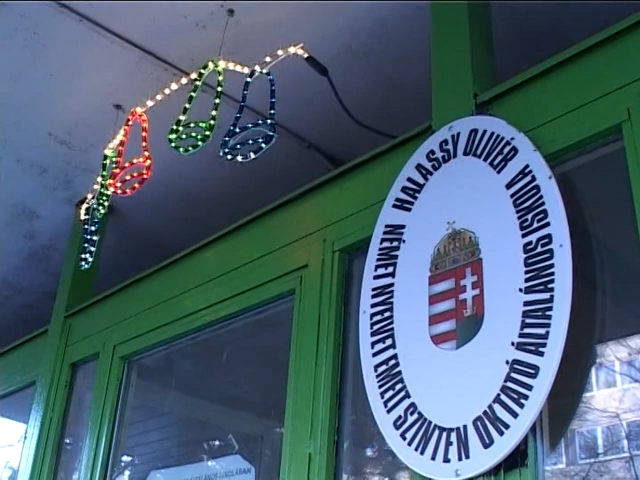 HALASSY OLIVÉR
NÉMET NYELVET EMELT SZINTEN OKTATÓ ÁLTALÁNOS ISKOLA